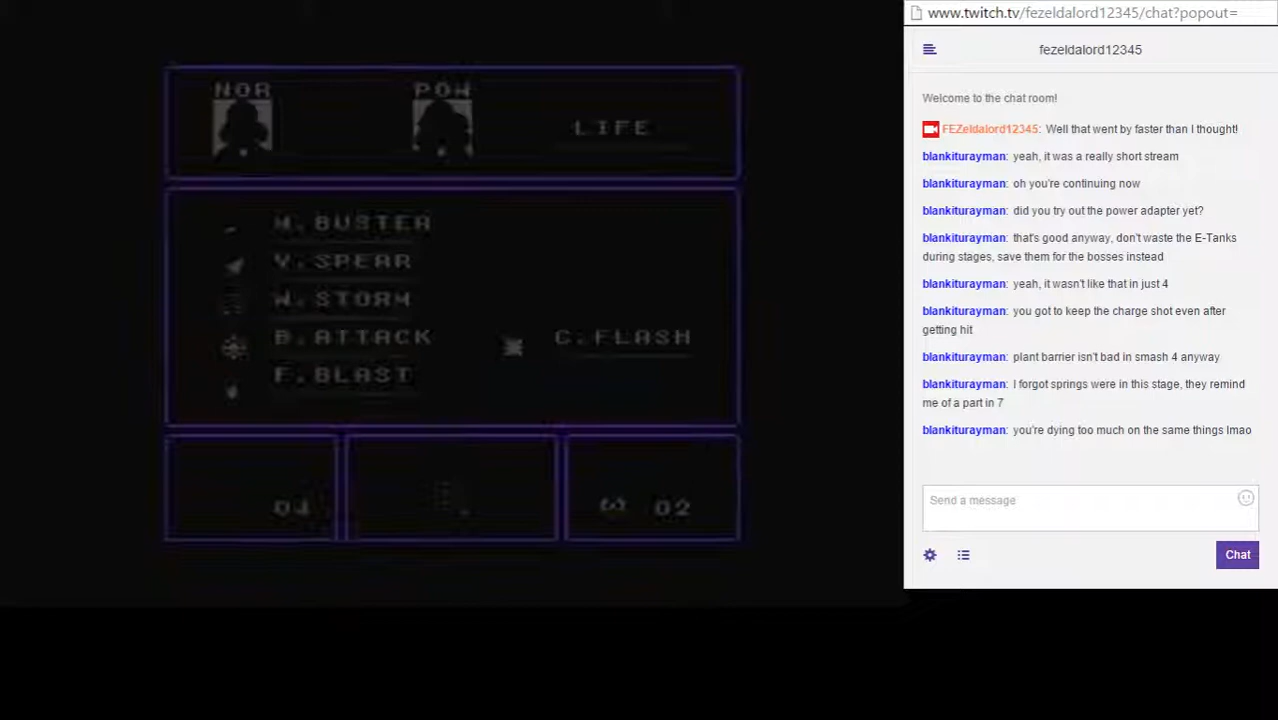 NOR
POW
LIFE
M.BUSTER
Y.SPEAR
W.STORM
B.ATTACK
C.FLASH
F.BLAST
02
www.twitch.tv/fezeldalord12345/chat?popout=
fezeldalord12345
Welcome to the chat room!
FEZeldalord12345: Well that went by faster than I thought!
blankiturayman: yeah, it was a really short stream
blankiturayman: oh you're continuing now
blankiturayman: did you try out the power adapter yet?
blankiturayman: that's good anyway, don't waste the E-Tanks
during stages, save them for the bosses instead
blankiturayman: yeah, it wasn't like that in just 4
blankiturayman: you got to keep the charge shot even after
getting hit
blankiturayman: plant barrier isn't bad in smash 4 anyway
blankiturayman: I forgot springs were in this stage, they remind
me of a part in 7
blankiturayman: you're dying too much on the same things lmao
Send a message
Chat